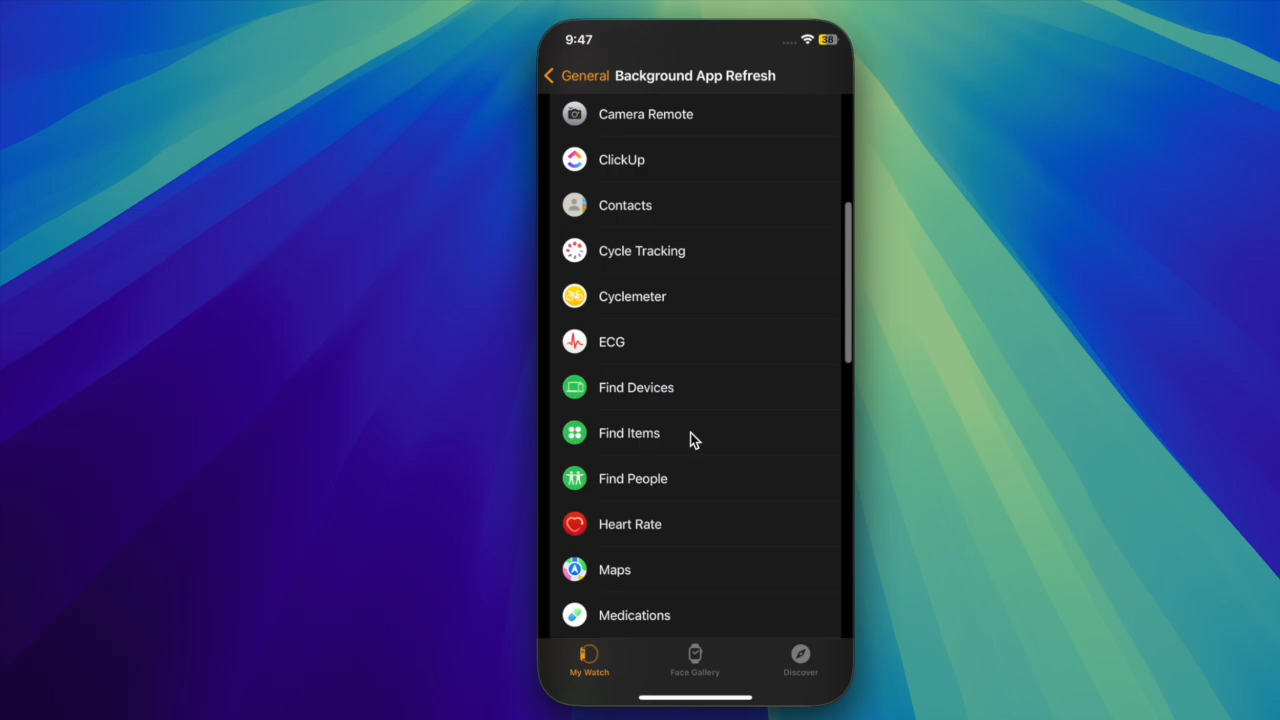 9:47
38
General Background App Refresh
Camera Remote
ClickUp
Contacts
Cycle Tracking
Cyclemeter
ECG
Find Devices
Find Items
Find People
Heart Rate
Maps
Medications
My Watch Face Gallery Discover